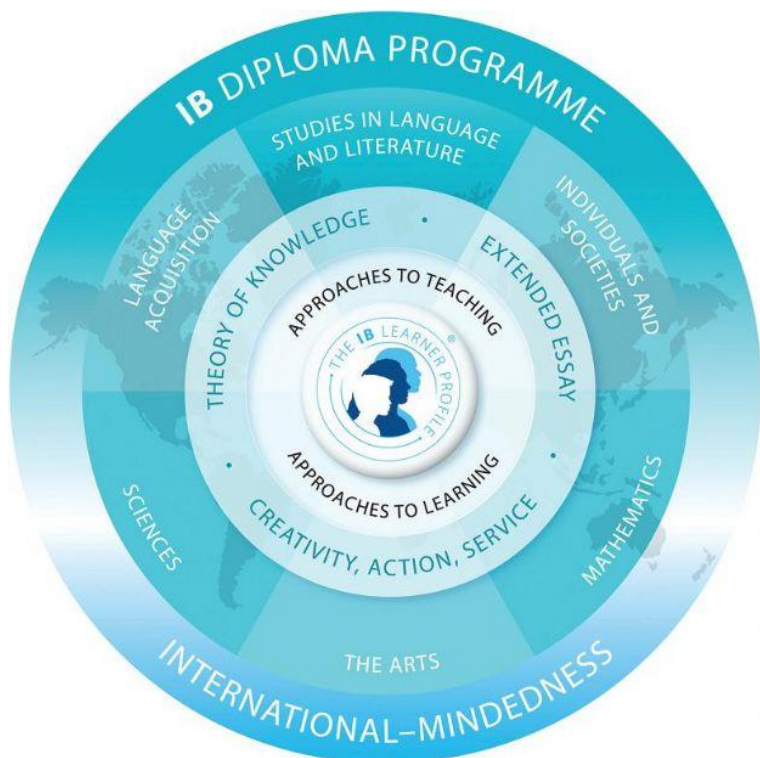 IB DIPLOMA PROGRAMME
STUDIES IN LANGUAGE
AND LITERATURE
LANGUAGE
ACQUISITION
INDIVIDUALS AND
SOCIETIES
THEORY OF KNOWLEDGE
EXTENDED ESSAY
APPROACHES TO TEACHING
· THE IB LEARNER PROFILE ·
®
APPROACHES TO LEARNING
CREATIVITY, ACTION, SERVICE
SCIENCES
MATHEMATICS
THE ARTS
INTERNATIONAL–MINDEDNESS